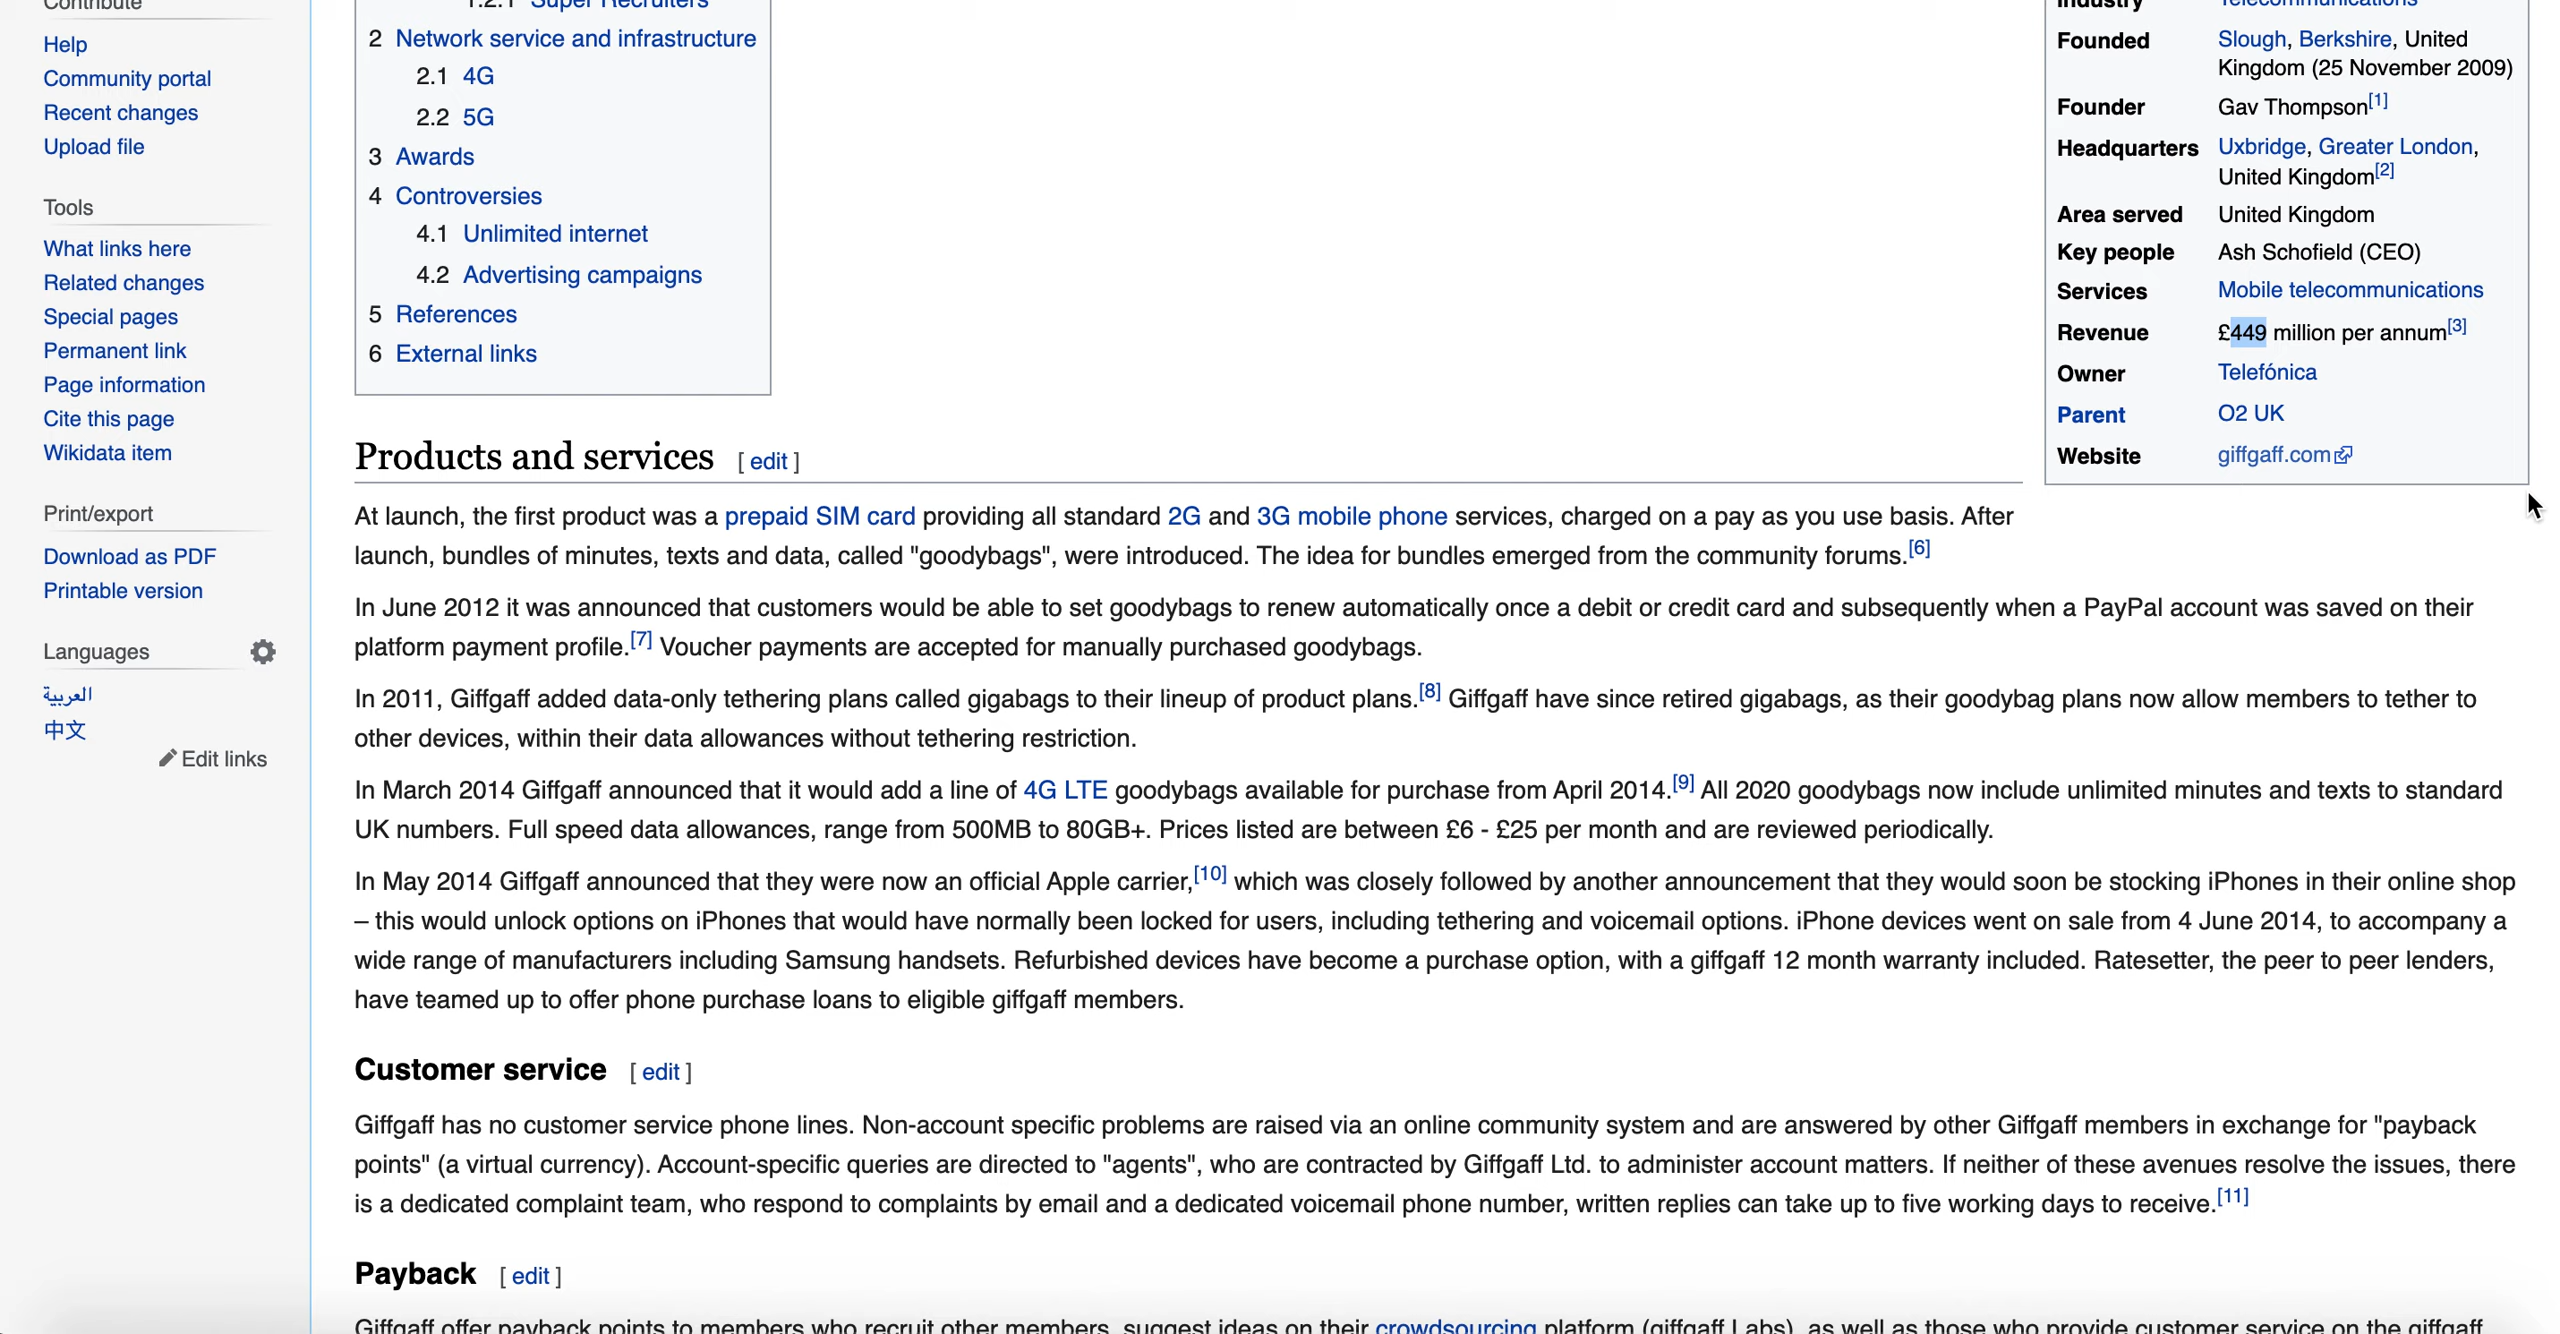 Contribute
Help
Community portal
Recent changes
Upload file
Tools
What links here
Related changes
Special pages
Permanent link
Page information
Cite this page
Wikidata item
Print/export
Download as PDF
Printable version
Languages
العربية
中文
Edit links
1.2.1 Super Recruiters
2 Network service and infrastructure
2.1 4G
2.2 5G
3 Awards
4 Controversies
4.1 Unlimited internet
4.2 Advertising campaigns
5 References
6 External links
Industry Telecommunications
Founded Slough, Berkshire, United
Kingdom (25 November 2009)
Founder Gav Thompson[1]
Headquarters Uxbridge, Greater London,
United Kingdom[2]
Area served United Kingdom
Key people Ash Schofield (CEO)
Services Mobile telecommunications
Revenue £449 million per annum[3]
Owner Telefónica
Parent O2 UK
Website giffgaff.com
Products and services [ edit ]
At launch, the first product was a prepaid SIM card providing all standard 2G and 3G mobile phone services, charged on a pay as you use basis. After
launch, bundles of minutes, texts and data, called "goodybags", were introduced. The idea for bundles emerged from the community forums.[6]
In June 2012 it was announced that customers would be able to set goodybags to renew automatically once a debit or credit card and subsequently when a PayPal account was saved on their
platform payment profile.[7] Voucher payments are accepted for manually purchased goodybags.
In 2011, Giffgaff added data-only tethering plans called gigabags to their lineup of product plans.[8] Giffgaff have since retired gigabags, as their goodybag plans now allow members to tether to
other devices, within their data allowances without tethering restriction.
In March 2014 Giffgaff announced that it would add a line of 4G LTE goodybags available for purchase from April 2014.[9] All 2020 goodybags now include unlimited minutes and texts to standard
UK numbers. Full speed data allowances, range from 500MB to 80GB+. Prices listed are between £6 - £25 per month and are reviewed periodically.
In May 2014 Giffgaff announced that they were now an official Apple carrier,[10] which was closely followed by another announcement that they would soon be stocking iPhones in their online shop
– this would unlock options on iPhones that would have normally been locked for users, including tethering and voicemail options. iPhone devices went on sale from 4 June 2014, to accompany a
wide range of manufacturers including Samsung handsets. Refurbished devices have become a purchase option, with a giffgaff 12 month warranty included. Ratesetter, the peer to peer lenders,
have teamed up to offer phone purchase loans to eligible giffgaff members.
Customer service [ edit ]
Giffgaff has no customer service phone lines. Non-account specific problems are raised via an online community system and are answered by other Giffgaff members in exchange for "payback
points" (a virtual currency). Account-specific queries are directed to "agents", who are contracted by Giffgaff Ltd. to administer account matters. If neither of these avenues resolve the issues, there
is a dedicated complaint team, who respond to complaints by email and a dedicated voicemail phone number, written replies can take up to five working days to receive.[11]
Payback [ edit ]
Giffgaff offer payback points to members who recruit other members, suggest ideas on their crowdsourcing platform (giffgaff Labs), as well as those who provide customer service on the giffgaff